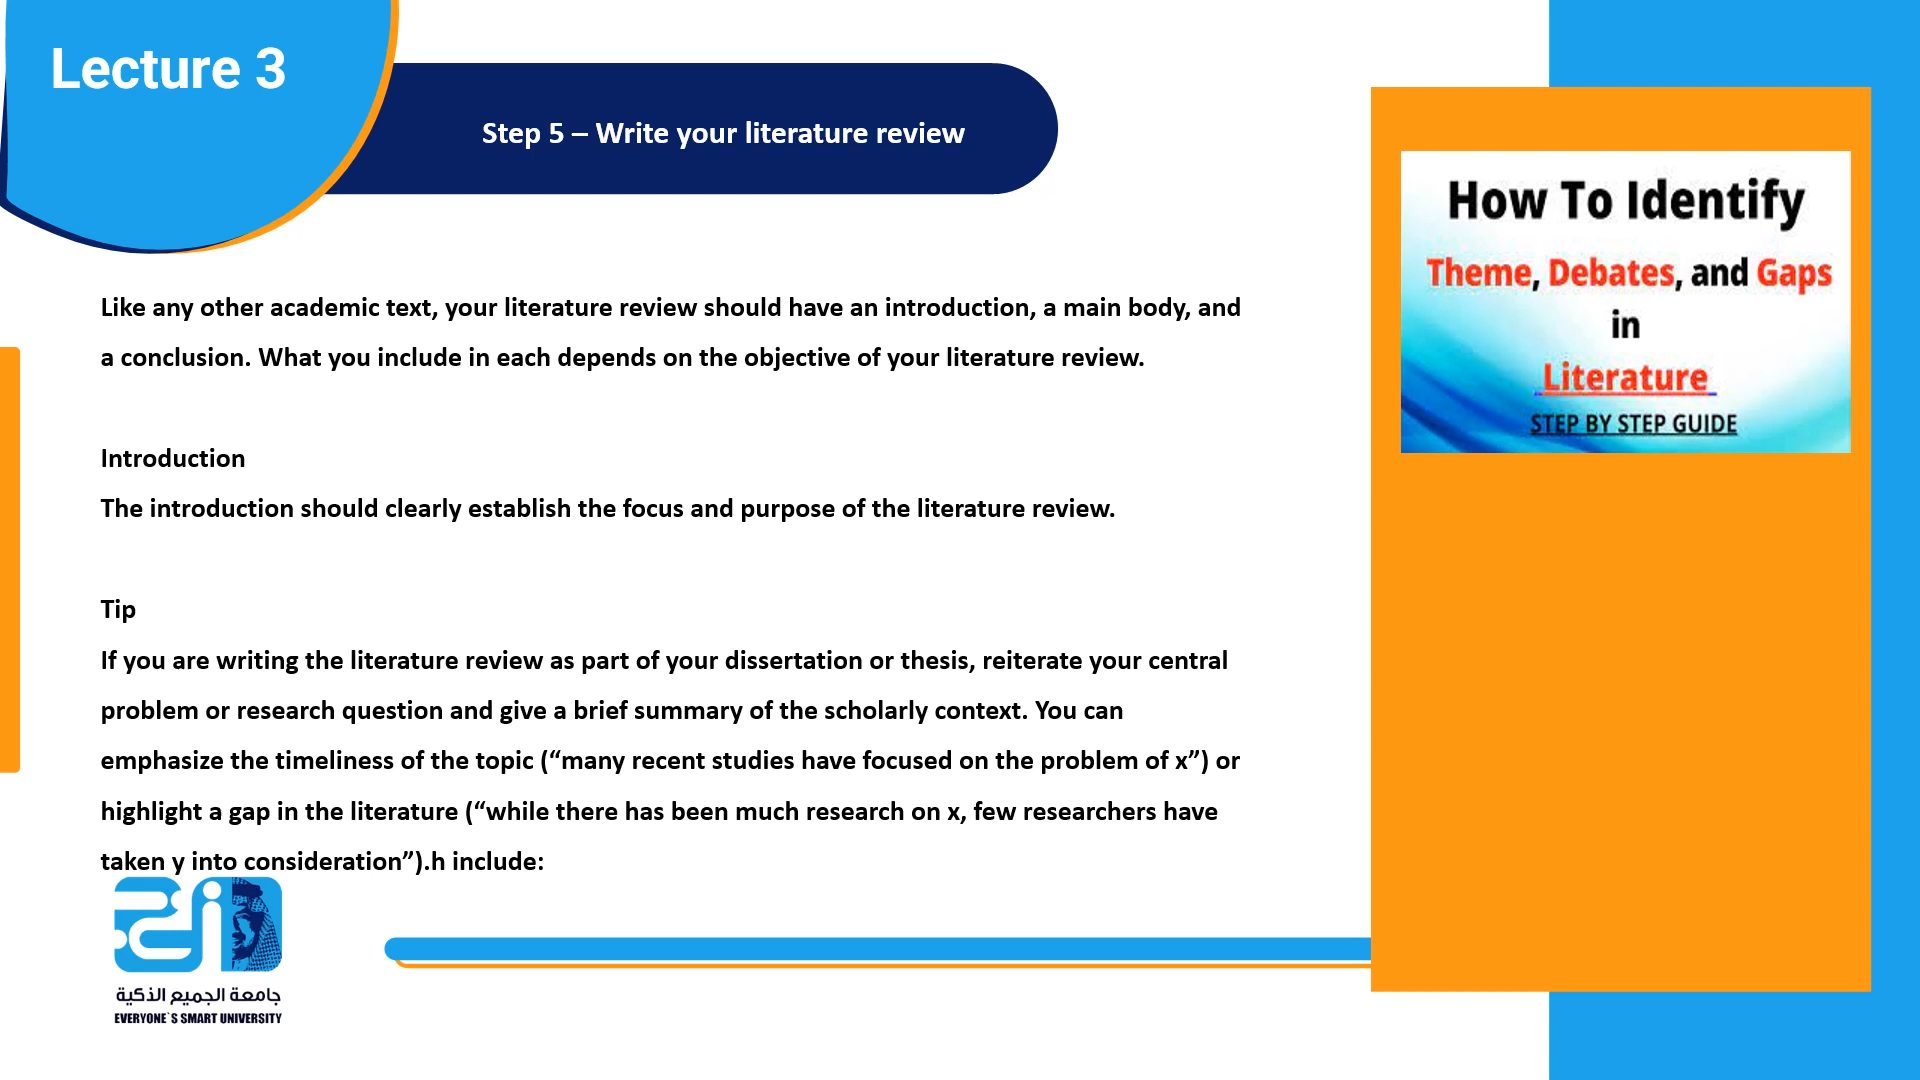 Lecture 3
Step 5 – Write your literature review
Like any other academic text, your literature review should have an introduction, a main body, and
a conclusion. What you include in each depends on the objective of your literature review.
Introduction
The introduction should clearly establish the focus and purpose of the literature review.
Tip
If you are writing the literature review as part of your dissertation or thesis, reiterate your central
problem or research question and give a brief summary of the scholarly context. You can
emphasize the timeliness of the topic (“many recent studies have focused on the problem of x”) or
highlight a gap in the literature (“while there has been much research on x, few researchers have
taken y into consideration”).h include:
How To Identify
Theme, Debates, and Gaps
in
Literature
STEP BY STEP GUIDE
جامعة الجميع الذكية
EVERYONE`S SMART UNIVERSITY